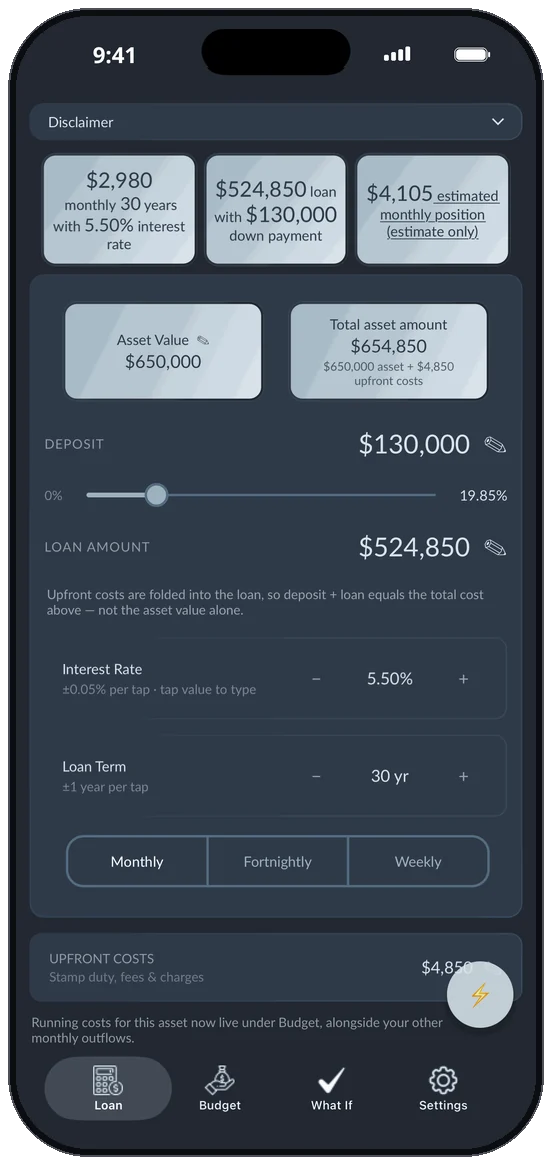 9:41
Disclaimer
$2,980
monthly 30 years
with 5.50% interest
rate
$524,850 loan
with $130,000
down payment
$4,105 estimated
monthly position
(estimate only)
Asset Value
$650,000
Total asset amount
$654,850
$650,000 asset + $4,850
upfront costs
DEPOSIT
$130,000
0%
19.85%
LOAN AMOUNT
$524,850
Upfront costs are folded into the loan, so deposit + loan equals the total cost
above — not the asset value alone.
Interest Rate
±0.05% per tap · tap value to type
− 5.50% +
Loan Term
±1 year per tap
− 30 yr +
Monthly
Fortnightly
Weekly
UPFRONT COSTS
Stamp duty, fees & charges
$4,850
Running costs for this asset now live under Budget, alongside your other
monthly outflows.
Loan
Budget
What If
Settings